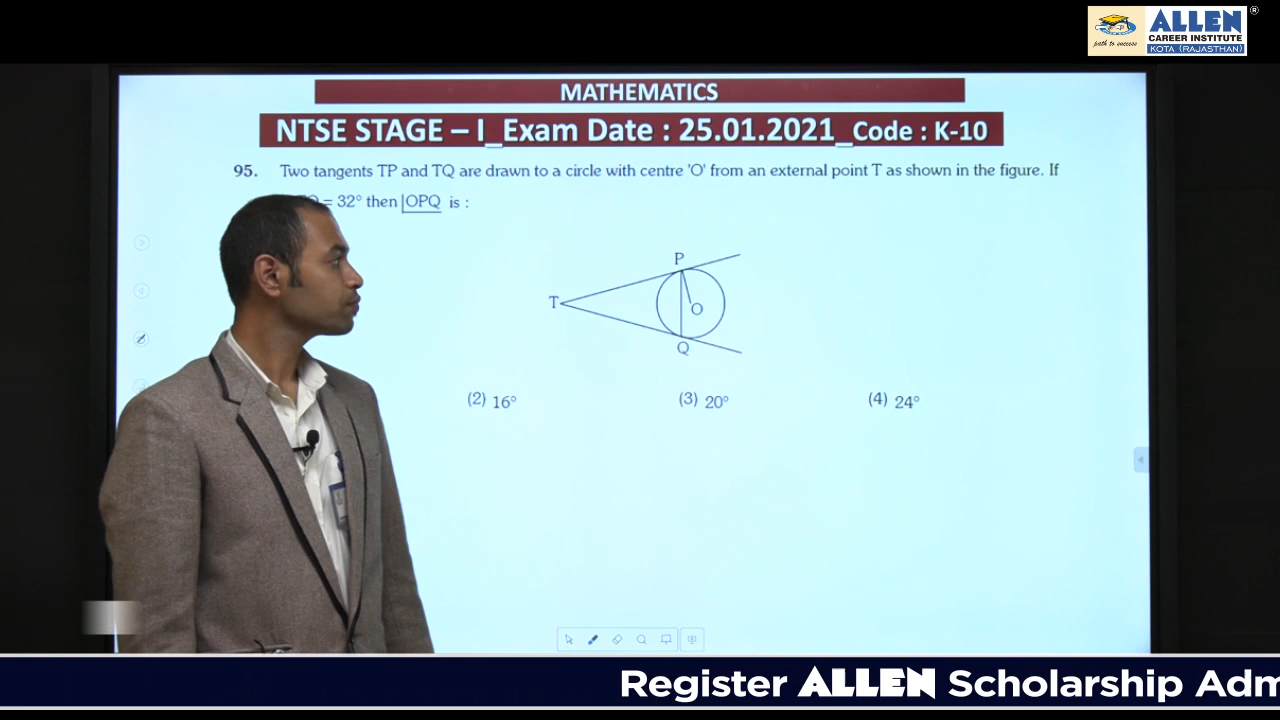 ALLEN
®
CAREER INSTITUTE
path to success
KOTA (RAJASTHAN)
MATHEMATICS
NTSE STAGE – I_Exam Date : 25.01.2021_Code : K-10
95. Two tangents TP and TQ are drawn to a circle with centre 'O' from an external point T as shown in the figure. If
= 32° then OPQ is :
P
T
O
Q
(2) 16° (3) 20° (4) 24°
Register ALLEN Scholarship Adm